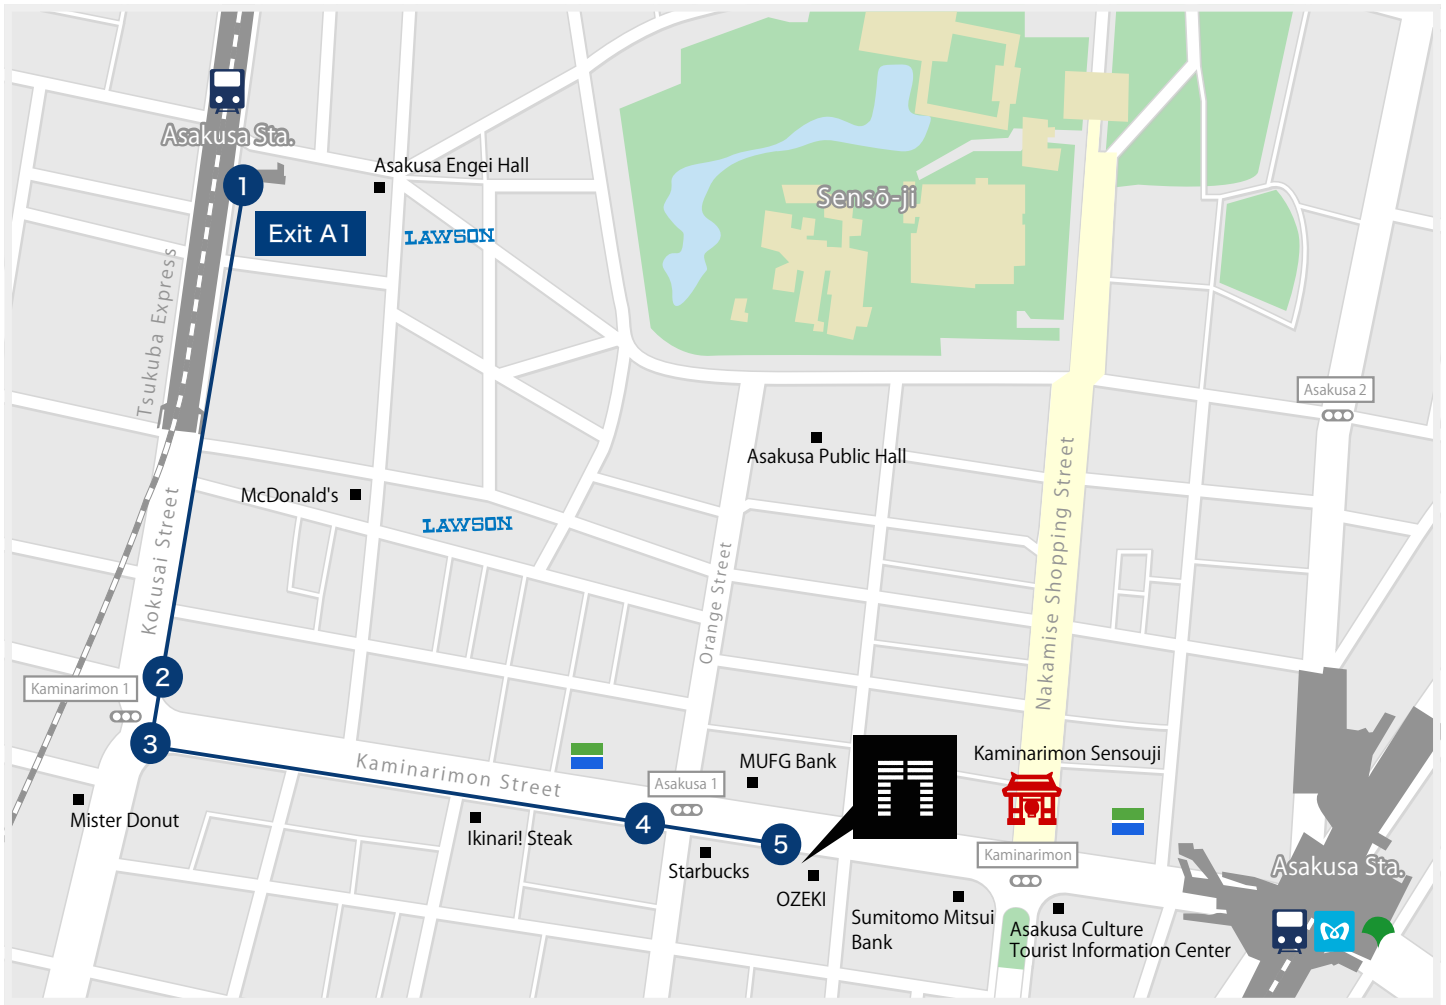 Asakusa Sta.
1
Exit A1
Asakusa Engei Hall
LAWSON
Sensō-ji
Tsukuba Express
Asakusa 2
Asakusa Public Hall
McDonald's
LAWSON
Kokusai Street
Orange Street
Nakamise Shopping Street
2
Kaminarimon 1
3
Kaminarimon Street
Asakusa 1
MUFG Bank
Kaminarimon Sensouji
Mister Donut
Ikinari! Steak
4
5
Starbucks
OZEKI
Kaminarimon
Sumitomo Mitsui
Bank
Asakusa Culture
Tourist Information Center
Asakusa Sta.